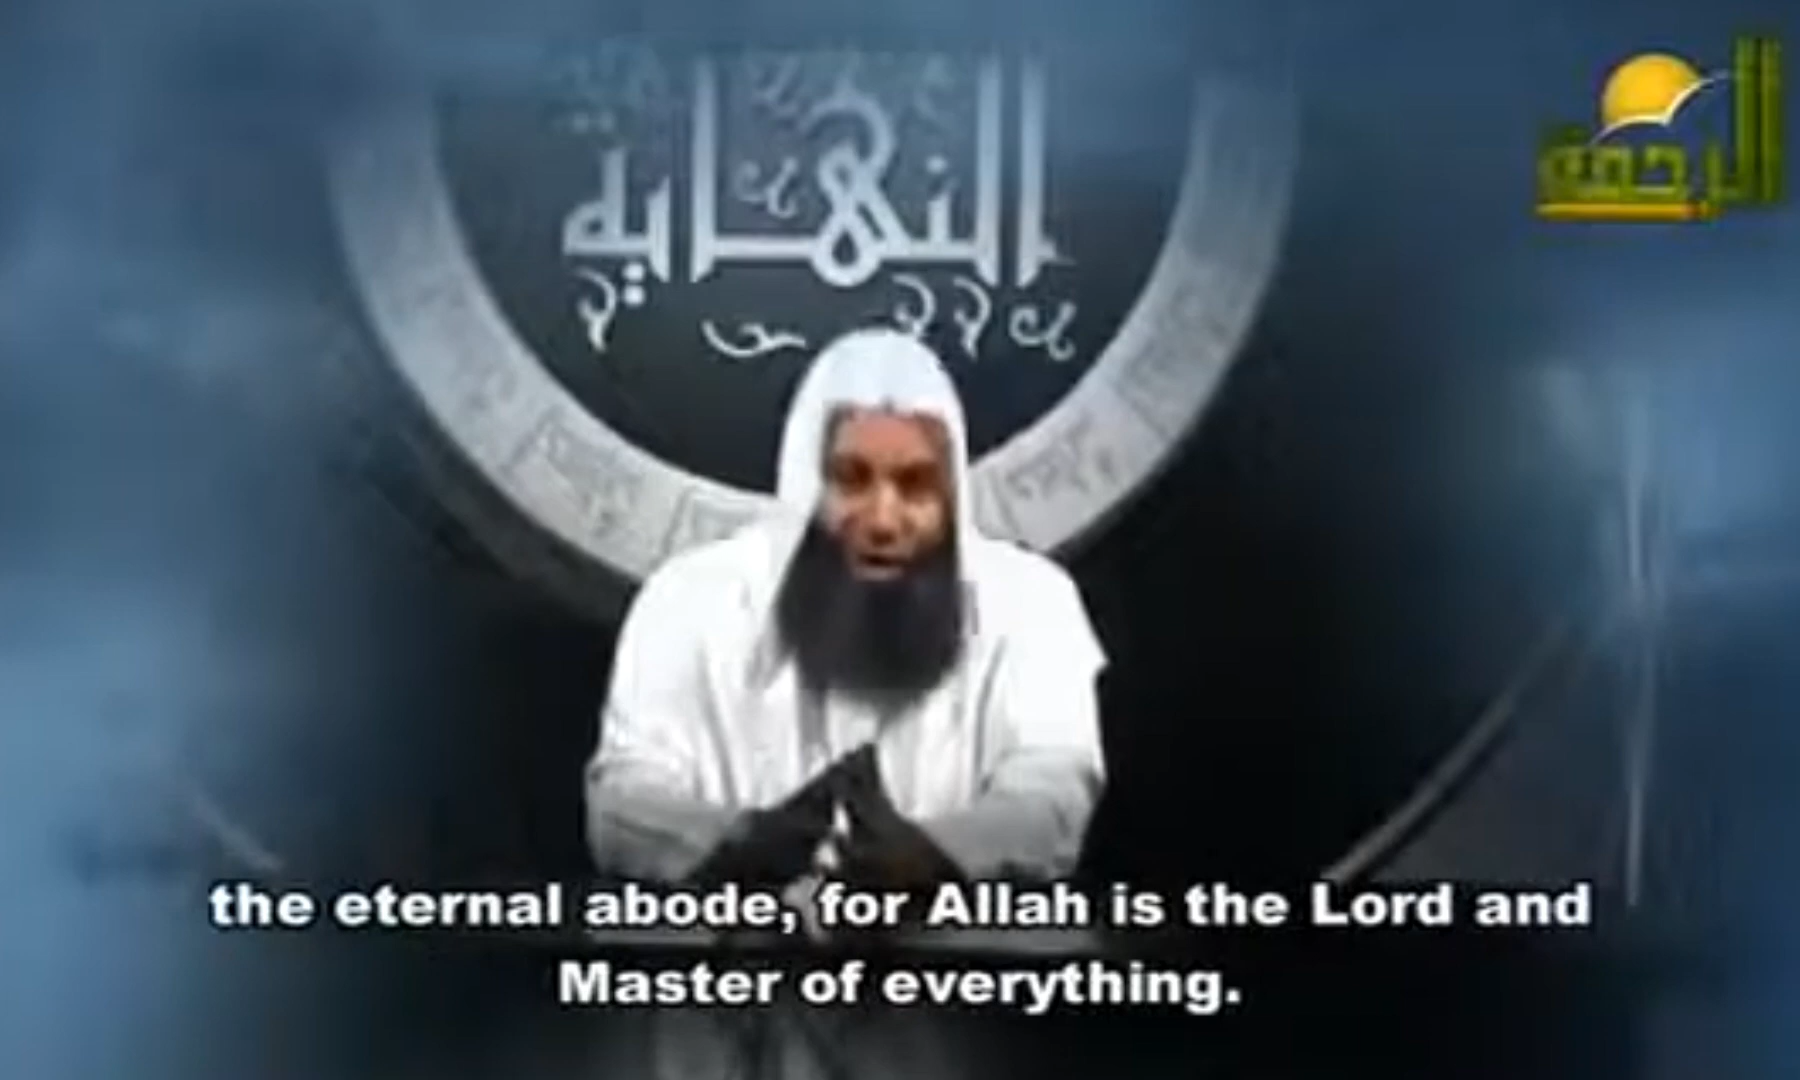 الرحمة
النهاية
the eternal abode, for Allah is the Lord and
Master of everything.